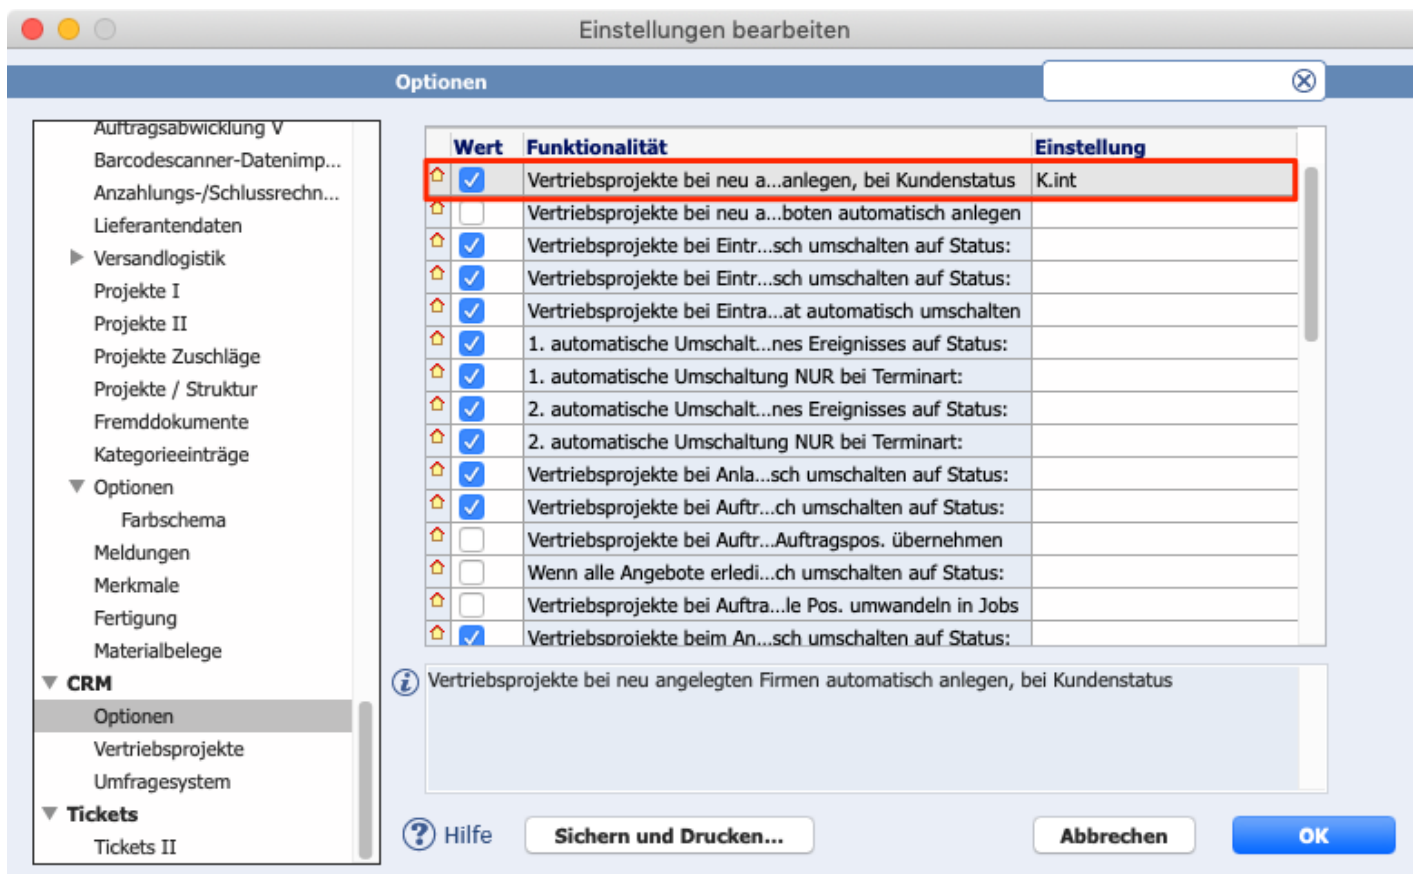 Einstellungen bearbeiten
Optionen
Auftragsabwicklung V
Barcodescanner-Datenimp...
Anzahlungs-/Schlussrechn...
Lieferantendaten
Versandlogistik
Projekte I
Projekte II
Projekte Zuschläge
Projekte / Struktur
Fremddokumente
Kategorieeinträge
Optionen
Farbschema
Meldungen
Merkmale
Fertigung
Materialbelege
CRM
Optionen
Vertriebsprojekte
Umfragesystem
Tickets
Tickets II
Wert Funktionalität Einstellung
Vertriebsprojekte bei neu a...anlegen, bei Kundenstatus K.int
Vertriebsprojekte bei neu a...boten automatisch anlegen
Vertriebsprojekte bei Eintr...sch umschalten auf Status:
Vertriebsprojekte bei Eintr...sch umschalten auf Status:
Vertriebsprojekte bei Eintra...at automatisch umschalten
1. automatische Umschalt...nes Ereignisses auf Status:
1. automatische Umschaltung NUR bei Terminart:
2. automatische Umschalt...nes Ereignisses auf Status:
2. automatische Umschaltung NUR bei Terminart:
Vertriebsprojekte bei Anla...sch umschalten auf Status:
Vertriebsprojekte bei Auftr...ch umschalten auf Status:
Vertriebsprojekte bei Auftr...Auftragspos. übernehmen
Wenn alle Angebote erledi...ch umschalten auf Status:
Vertriebsprojekte bei Auftra...le Pos. umwandeln in Jobs
Vertriebsprojekte beim An...sch umschalten auf Status:
Vertriebsprojekte bei neu angelegten Firmen automatisch anlegen, bei Kundenstatus
Hilfe
Sichern und Drucken...
Abbrechen
OK